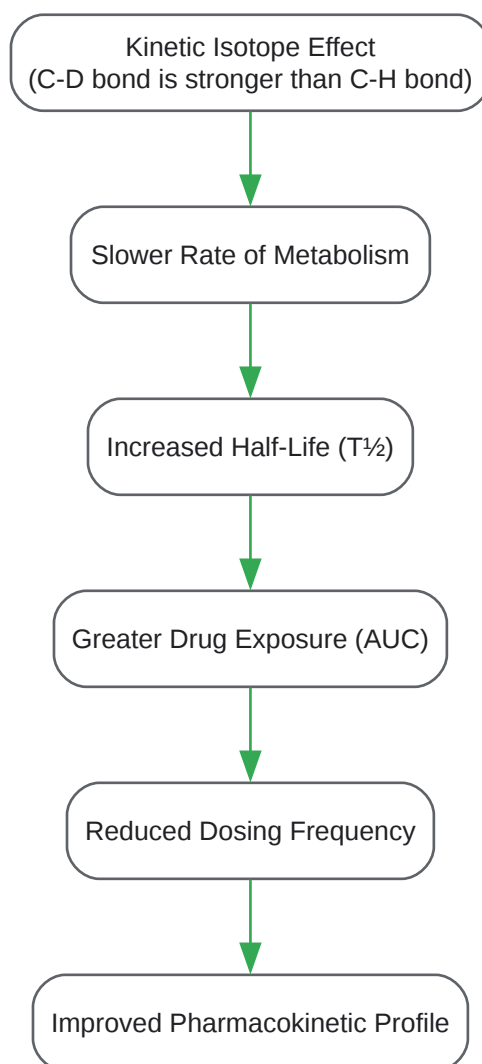 Kinetic Isotope Effect
(C-D bond is stronger than C-H bond)
Slower Rate of Metabolism
Increased Half-Life (T½)
Greater Drug Exposure (AUC)
Reduced Dosing Frequency
Improved Pharmacokinetic Profile